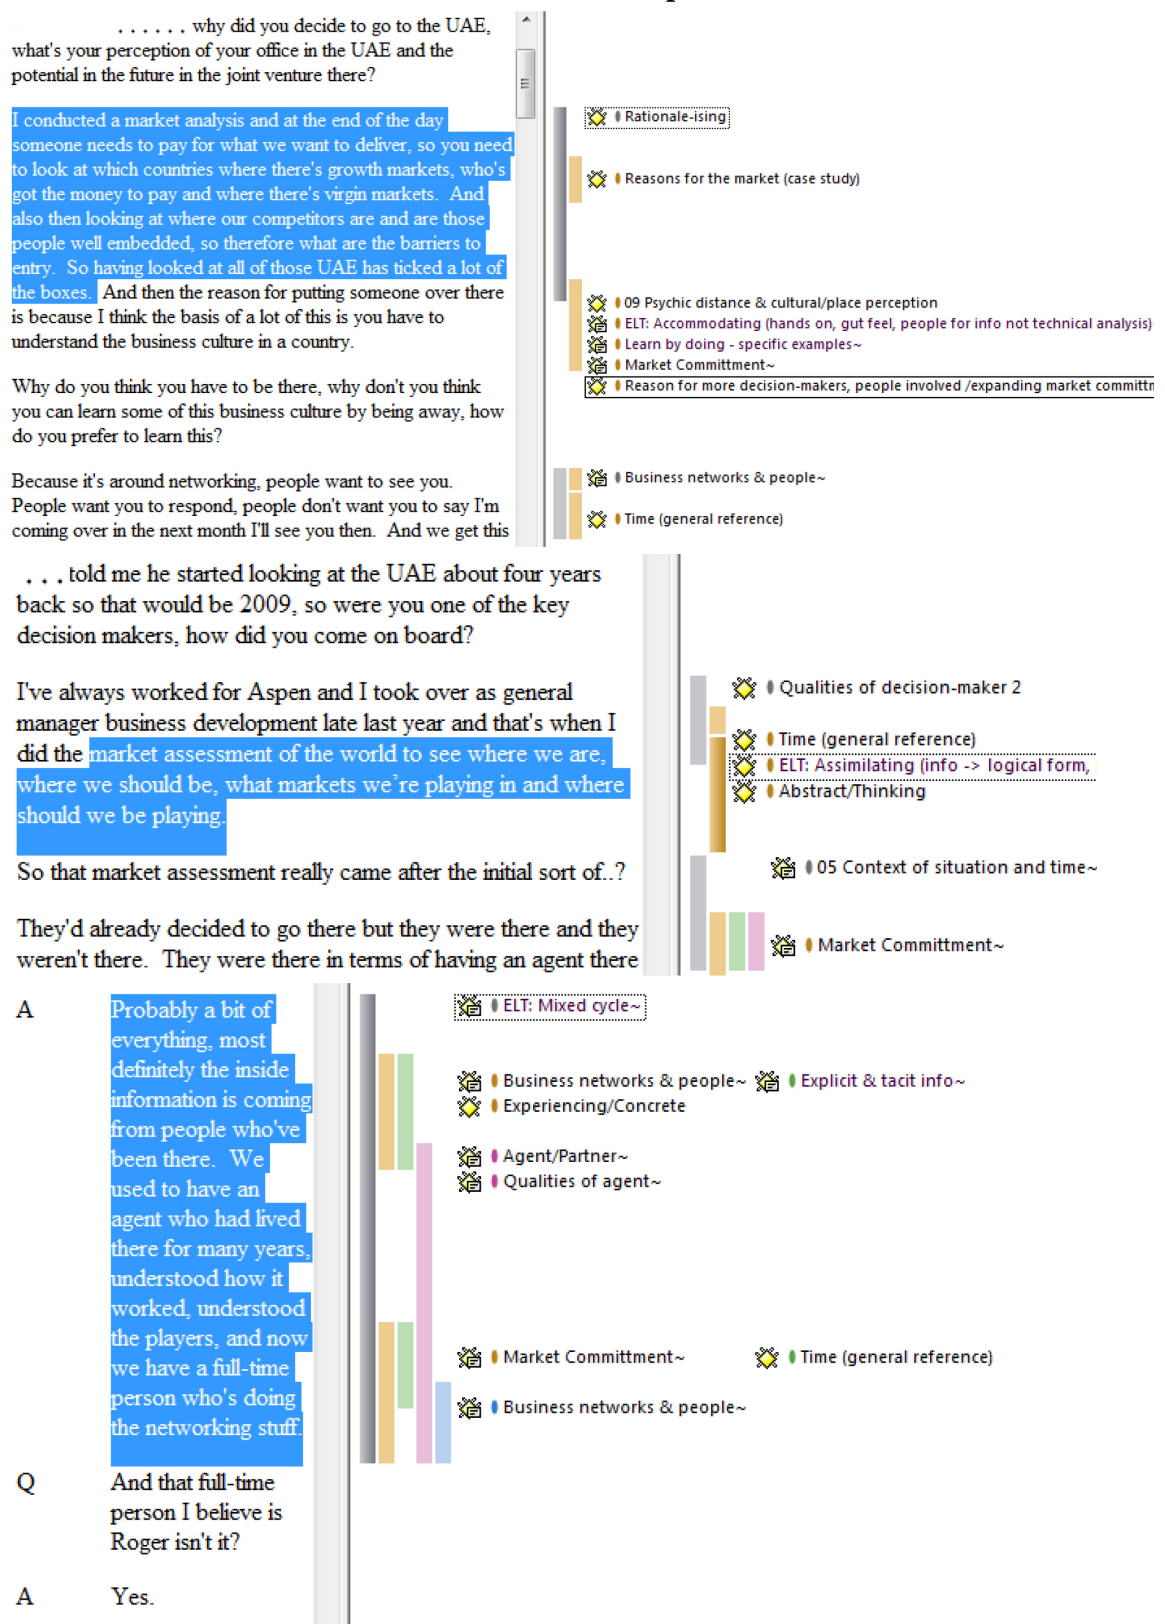 ...... why did you decide to go to the UAE,
what's your perception of your office in the UAE and the
potential in the future in the joint venture there?
I conducted a market analysis and at the end of the day
someone needs to pay for what we want to deliver, so you need
to look at which countries where there's growth markets, who's
got the money to pay and where there's virgin markets. And
also then looking at where our competitors are and are those
people well embedded, so therefore what are the barriers to
entry. So having looked at all of those UAE has ticked a lot of
the boxes. And then the reason for putting someone over there
is because I think the basis of a lot of this is you have to
understand the business culture in a country.
Why do you think you have to be there, why don't you think
you can learn some of this business culture by being away, how
do you prefer to learn this?
Because it's around networking, people want to see you.
People want you to respond, people don't want you to say I'm
coming over in the next month I'll see you then. And we get this
Rationale-ising
Reasons for the market (case study)
09 Psychic distance & cultural/place perception
ELT: Accommodating (hands on, gut feel, people for info not technical analysis)
Learn by doing - specific examples~
Market Committment~
Reason for more decision-makers, people involved /expanding market committm
Business networks & people~
Time (general reference)
... told me he started looking at the UAE about four years
back so that would be 2009, so were you one of the key
decision makers, how did you come on board?
I've always worked for Aspen and I took over as general
manager business development late last year and that's when I
did the market assessment of the world to see where we are,
where we should be, what markets we're playing in and where
should we be playing.
So that market assessment really came after the initial sort of..?
They'd already decided to go there but they were there and they
weren't there. They were there in terms of having an agent there
Qualities of decision-maker 2
Time (general reference)
ELT: Assimilating (info -> logical form,
Abstract/Thinking
05 Context of situation and time~
Market Committment~
A Probably a bit of
everything, most
definitely the inside
information is coming
from people who've
been there. We
used to have an
agent who had lived
there for many years,
understood how it
worked, understood
the players, and now
we have a full-time
person who's doing
the networking stuff.
Q And that full-time
person I believe is
Roger isn't it?
A Yes.
ELT: Mixed cycle~
Business networks & people~ Explicit & tacit info~
Experiencing/Concrete
Agent/Partner~
Qualities of agent~
Market Committment~ Time (general reference)
Business networks & people~